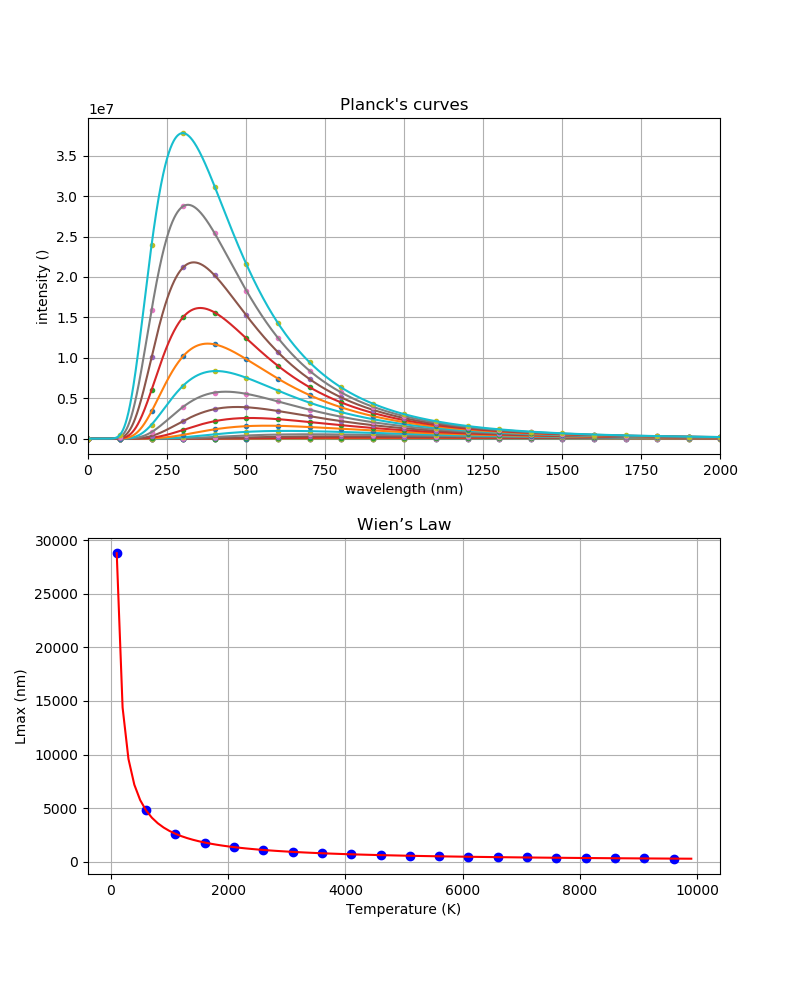 Planck's curves
1e7
3.5
3.0
2.5
2.0
1.5
1.0
0.5
0.0
intensity ()
0 250 500 750 1000 1250 1500 1750 2000
wavelength (nm)
Wien’s Law
30000
25000
20000
15000
10000
5000
0
Lmax (nm)
0 2000 4000 6000 8000 10000
Temperature (K)